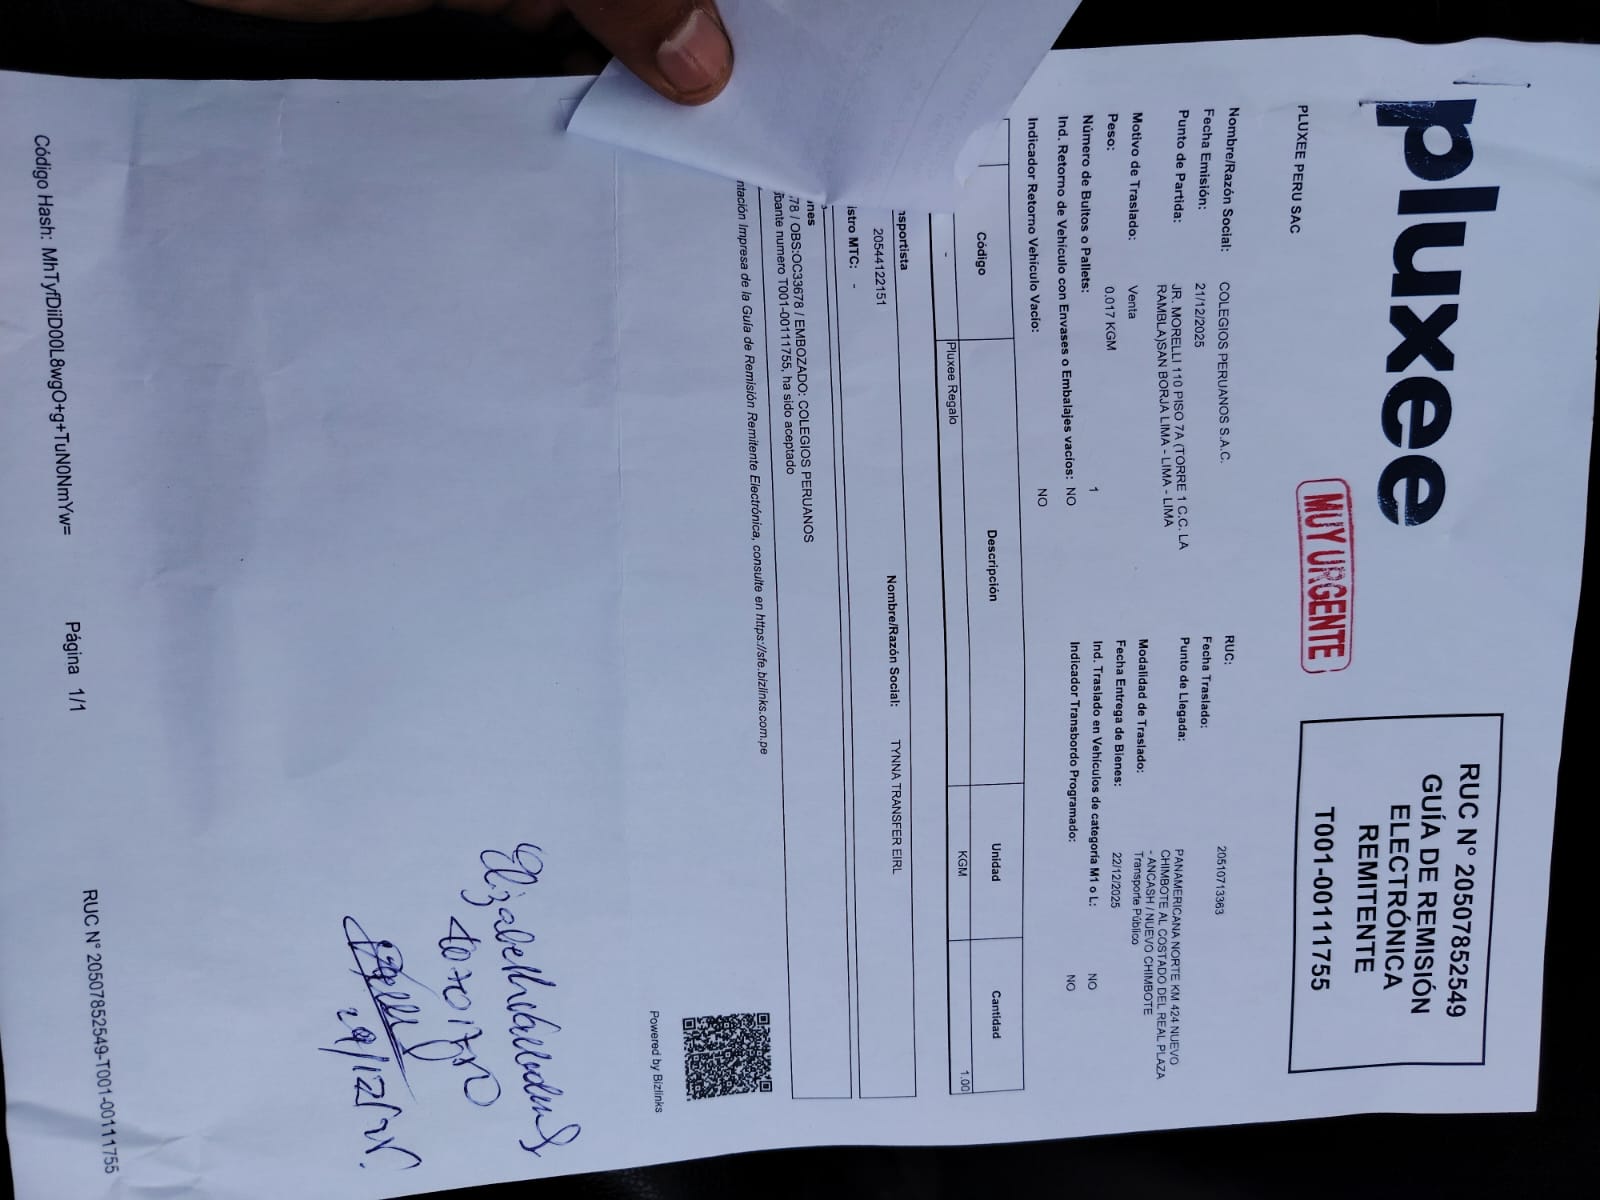 pluxee
PLUXEE PERU SAC
MUY URGENTE
RUC N° 20507852549
GUÍA DE REMISIÓN
ELECTRÓNICA
REMITENTE
T001-00111755
Nombre/Razón Social: COLEGIOS PERUANOS S.A.C.
RUC: 20510713363
Fecha Emisión: 21/12/2025
Fecha Traslado:
Punto de Partida: JR. MORELLI 110 PISO 7A (TORRE 1 C.C. LA
RAMBLA)SAN BORJA LIMA - LIMA - LIMA
Punto de Llegada: PANAMERICANA NORTE KM 424 NUEVO
CHIMBOTE AL COSTADO DEL REAL PLAZA
- ANCASH / NUEVO CHIMBOTE
Motivo de Traslado: Venta
Modalidad de Traslado: Transporte Público
Peso: 0.017 KGM
Fecha Entrega de Bienes: 22/12/2025
Número de Bultos o Pallets: 1
Ind. Traslado en Vehículos de categoría M1 o L: NO
Ind. Retorno de Vehículo con Envases o Embalajes vacíos: NO
Indicador Transbordo Programado: NO
Indicador Retorno Vehículo Vacío: NO
Código Descripción Unidad Cantidad
- Pluxee Regalo KGM 1.00
nsportista
20544122151
Nombre/Razón Social: TYNNA TRANSFER EIRL
istro MTC: -
nes
78 / OBS:OC33678 / EMBOZADO: COLEGIOS PERUANOS
bante numero T001-00111755, ha sido aceptado
ntación Impresa de la Guía de Remisión Remitente Electrónica, consulte en https://sfe.bizlinks.com.pe
Powered by Bizlinks
Código Hash: MhTyfDiiD00L8wgO+g+TuN0NmYw=
Página 1/1
RUC N° 20507852549-T001-00111755